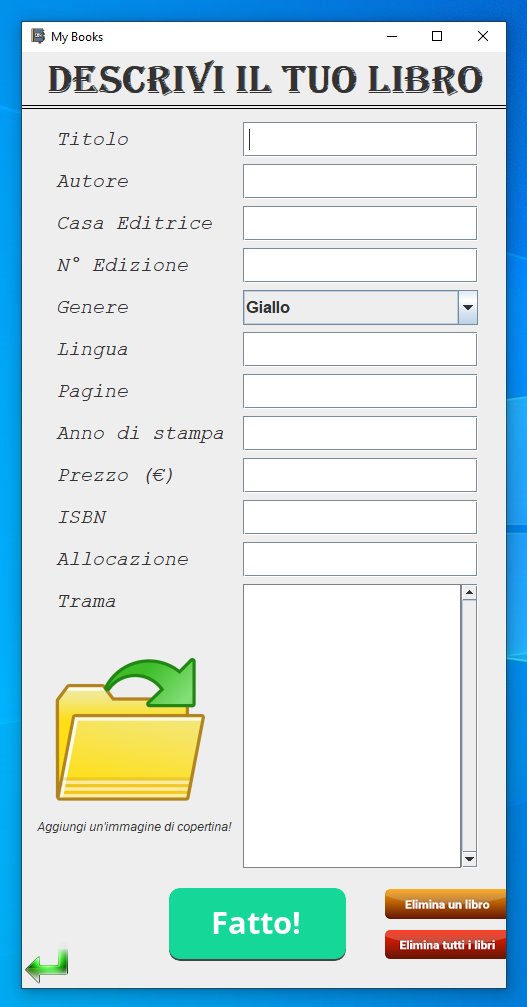 My Books
DESCRIVI IL TUO LIBRO
Titolo
Autore
Casa Editrice
N° Edizione
Genere
Giallo
Lingua
Pagine
Anno di stampa
Prezzo (€)
ISBN
Allocazione
Trama
Aggiungi un'immagine di copertina!
Fatto!
Elimina un libro
Elimina tutti i libri